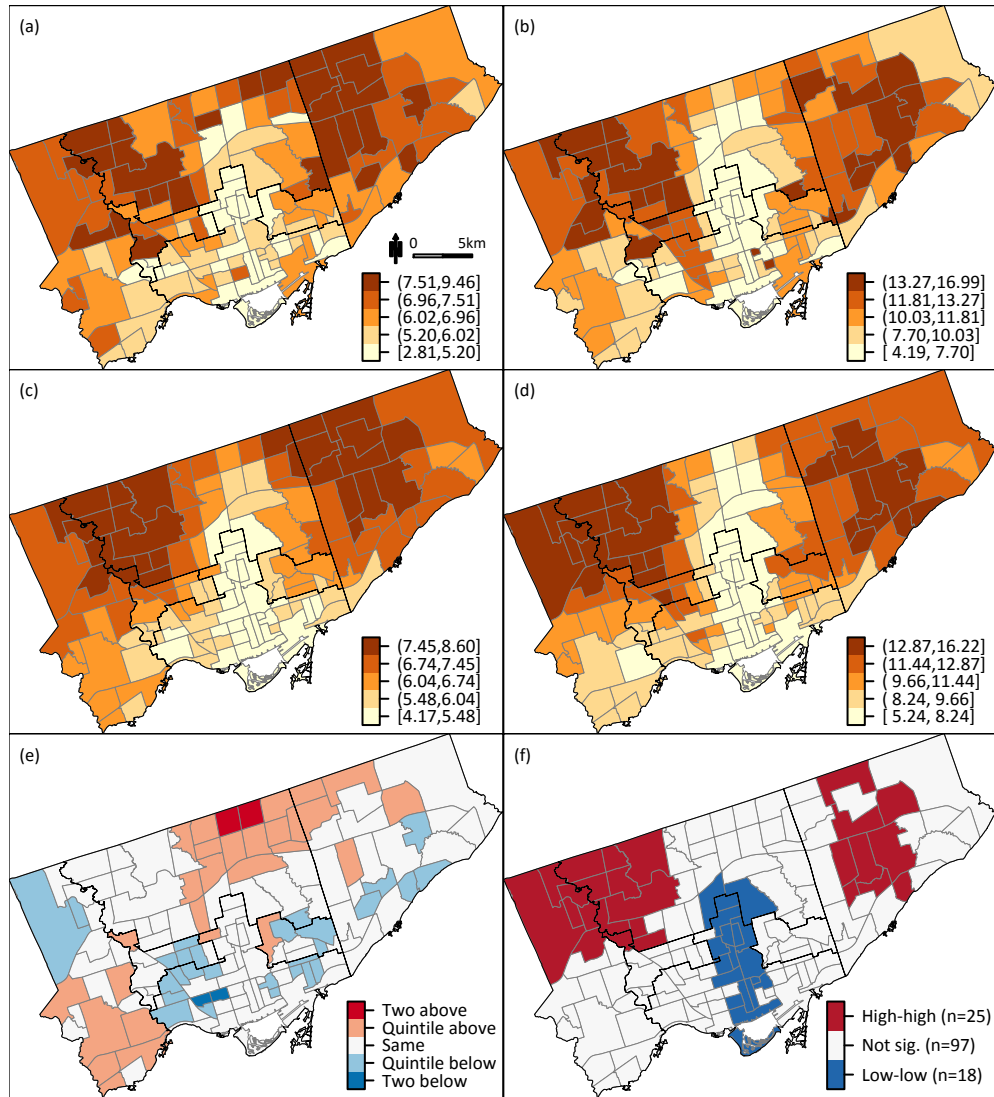 (a)
(b)
0 5km
(7.51,9.46]
(6.96,7.51]
(6.02,6.96]
(5.20,6.02]
[2.81,5.20]
(13.27,16.99]
(11.81,13.27]
(10.03,11.81]
( 7.70,10.03]
[ 4.19, 7.70]
(c)
(d)
(7.45,8.60]
(6.74,7.45]
(6.04,6.74]
(5.48,6.04]
[4.17,5.48]
(12.87,16.22]
(11.44,12.87]
( 9.66,11.44]
( 8.24, 9.66]
[ 5.24, 8.24]
(e)
(f)
Two above
Quintile above
Same
Quintile below
Two below
High-high (n=25)
Not sig. (n=97)
Low-low (n=18)